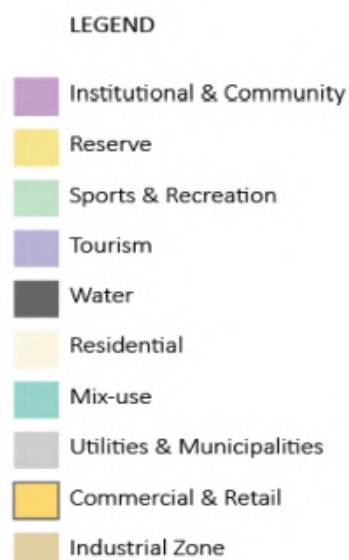 LEGEND
Institutional & Community
Reserve
Sports & Recreation
Tourism
Water
Residential
Mix-use
Utilities & Municipalities
Commercial & Retail
Industrial Zone